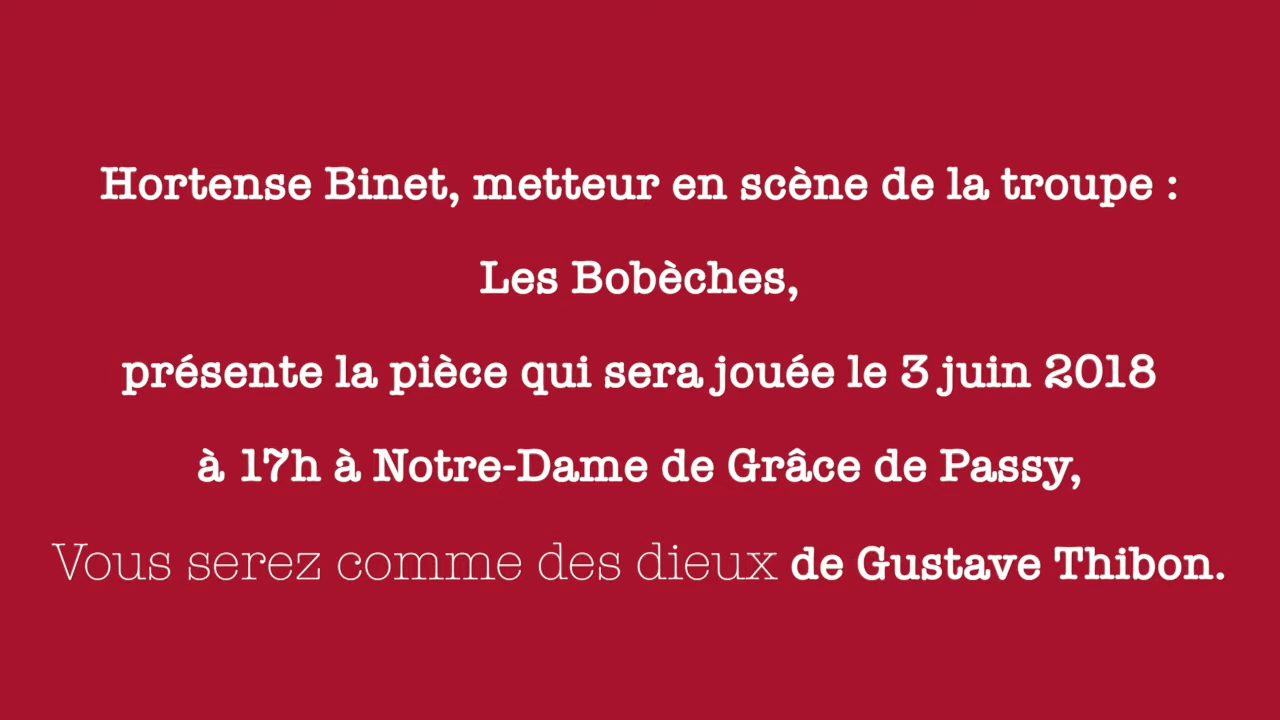 Hortense Binet, metteur en scène de la troupe :
Les Bobèches,
présente la pièce qui sera jouée le 3 juin 2018
à 17h à Notre-Dame de Grâce de Passy,
Vous serez comme des dieux de Gustave Thibon.